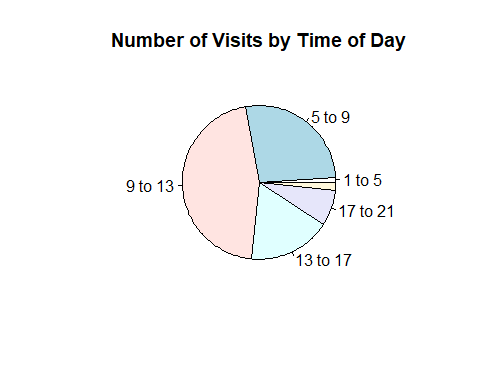 Number of Visits by Time of Day
5 to 9
1 to 5
9 to 13
17 to 21
13 to 17